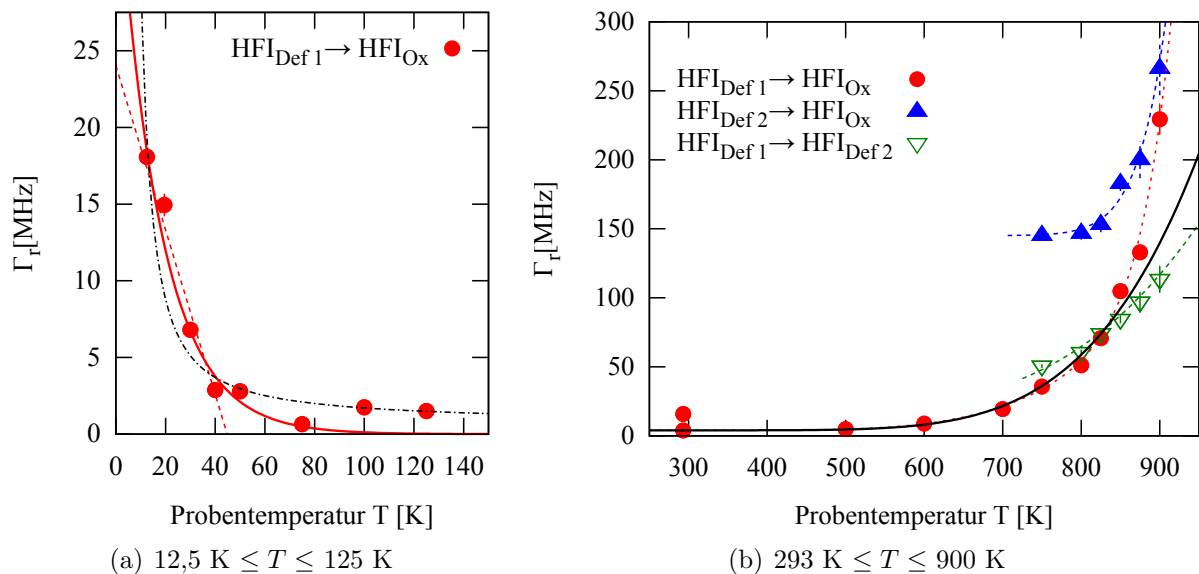 25
20
15
10
5
0
0 20 40 60 80 100 120 140
Γr[MHz]
Probentemperatur T [K]
HFIDef 1→ HFIOx
(a) 12,5 K ≤ T ≤ 125 K
300
250
200
150
100
50
0
300 400 500 600 700 800 900
Γr[MHz]
Probentemperatur T [K]
HFIDef 1→ HFIOx
HFIDef 2→ HFIOx
HFIDef 1→ HFIDef 2
(b) 293 K ≤ T ≤ 900 K